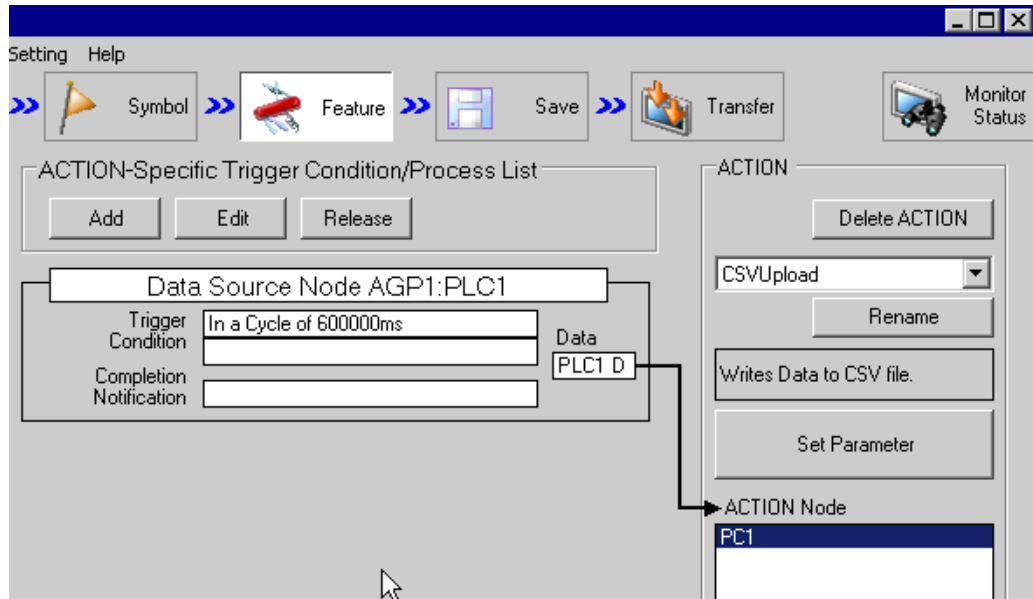 Setting Help
Symbol Feature Save Transfer Monitor Status
ACTION-Specific Trigger Condition/Process List
Add Edit Release
Data Source Node AGP1:PLC1
Trigger Condition
In a Cycle of 600000ms
Data
PLC1 D
Completion Notification
ACTION
Delete ACTION
CSVUpload
Rename
Writes Data to CSV file.
Set Parameter
ACTION Node
PC1